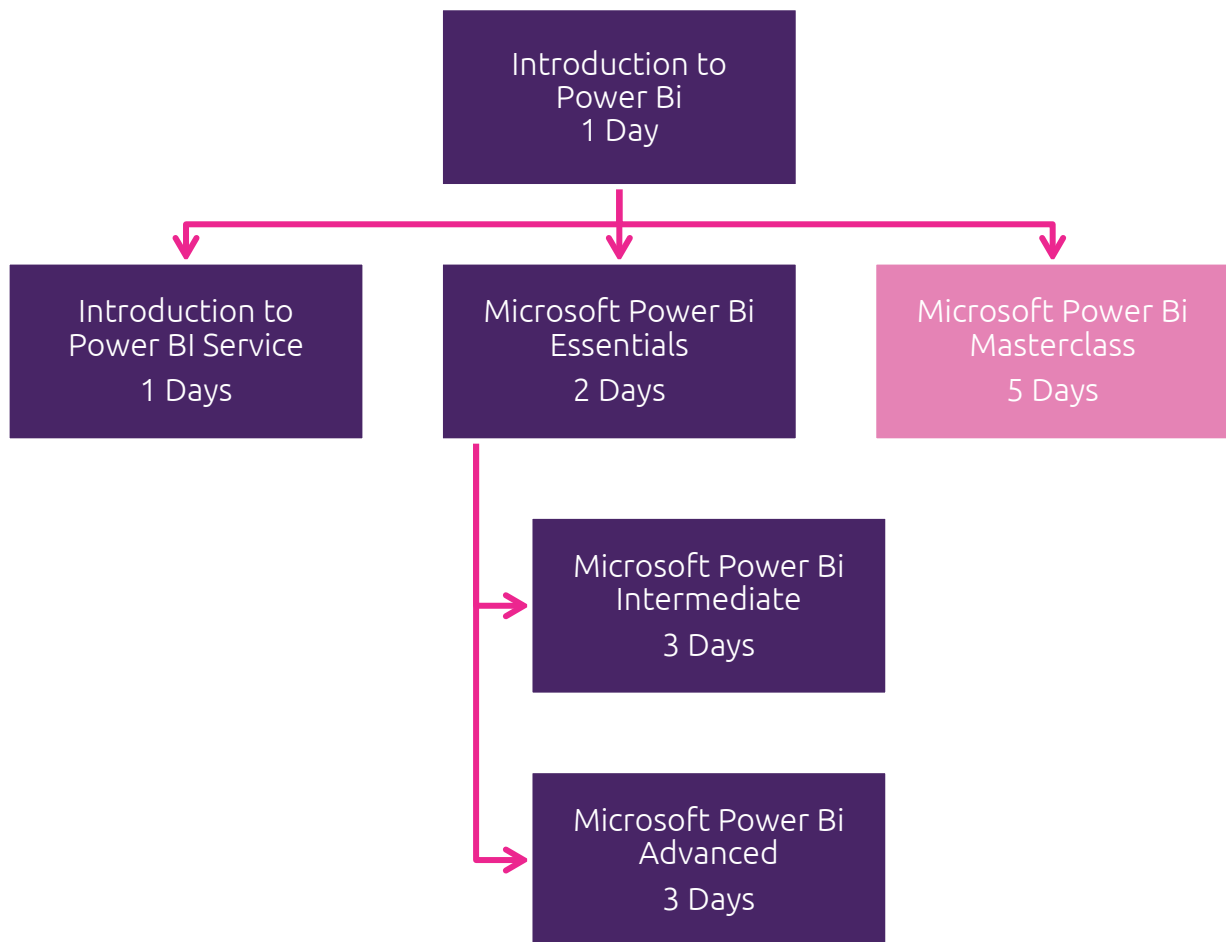 Introduction to
Power Bi
1 Day
Introduction to
Power BI Service
1 Days
Microsoft Power Bi
Essentials
2 Days
Microsoft Power Bi
Masterclass
5 Days
Microsoft Power Bi
Intermediate
3 Days
Microsoft Power Bi
Advanced
3 Days